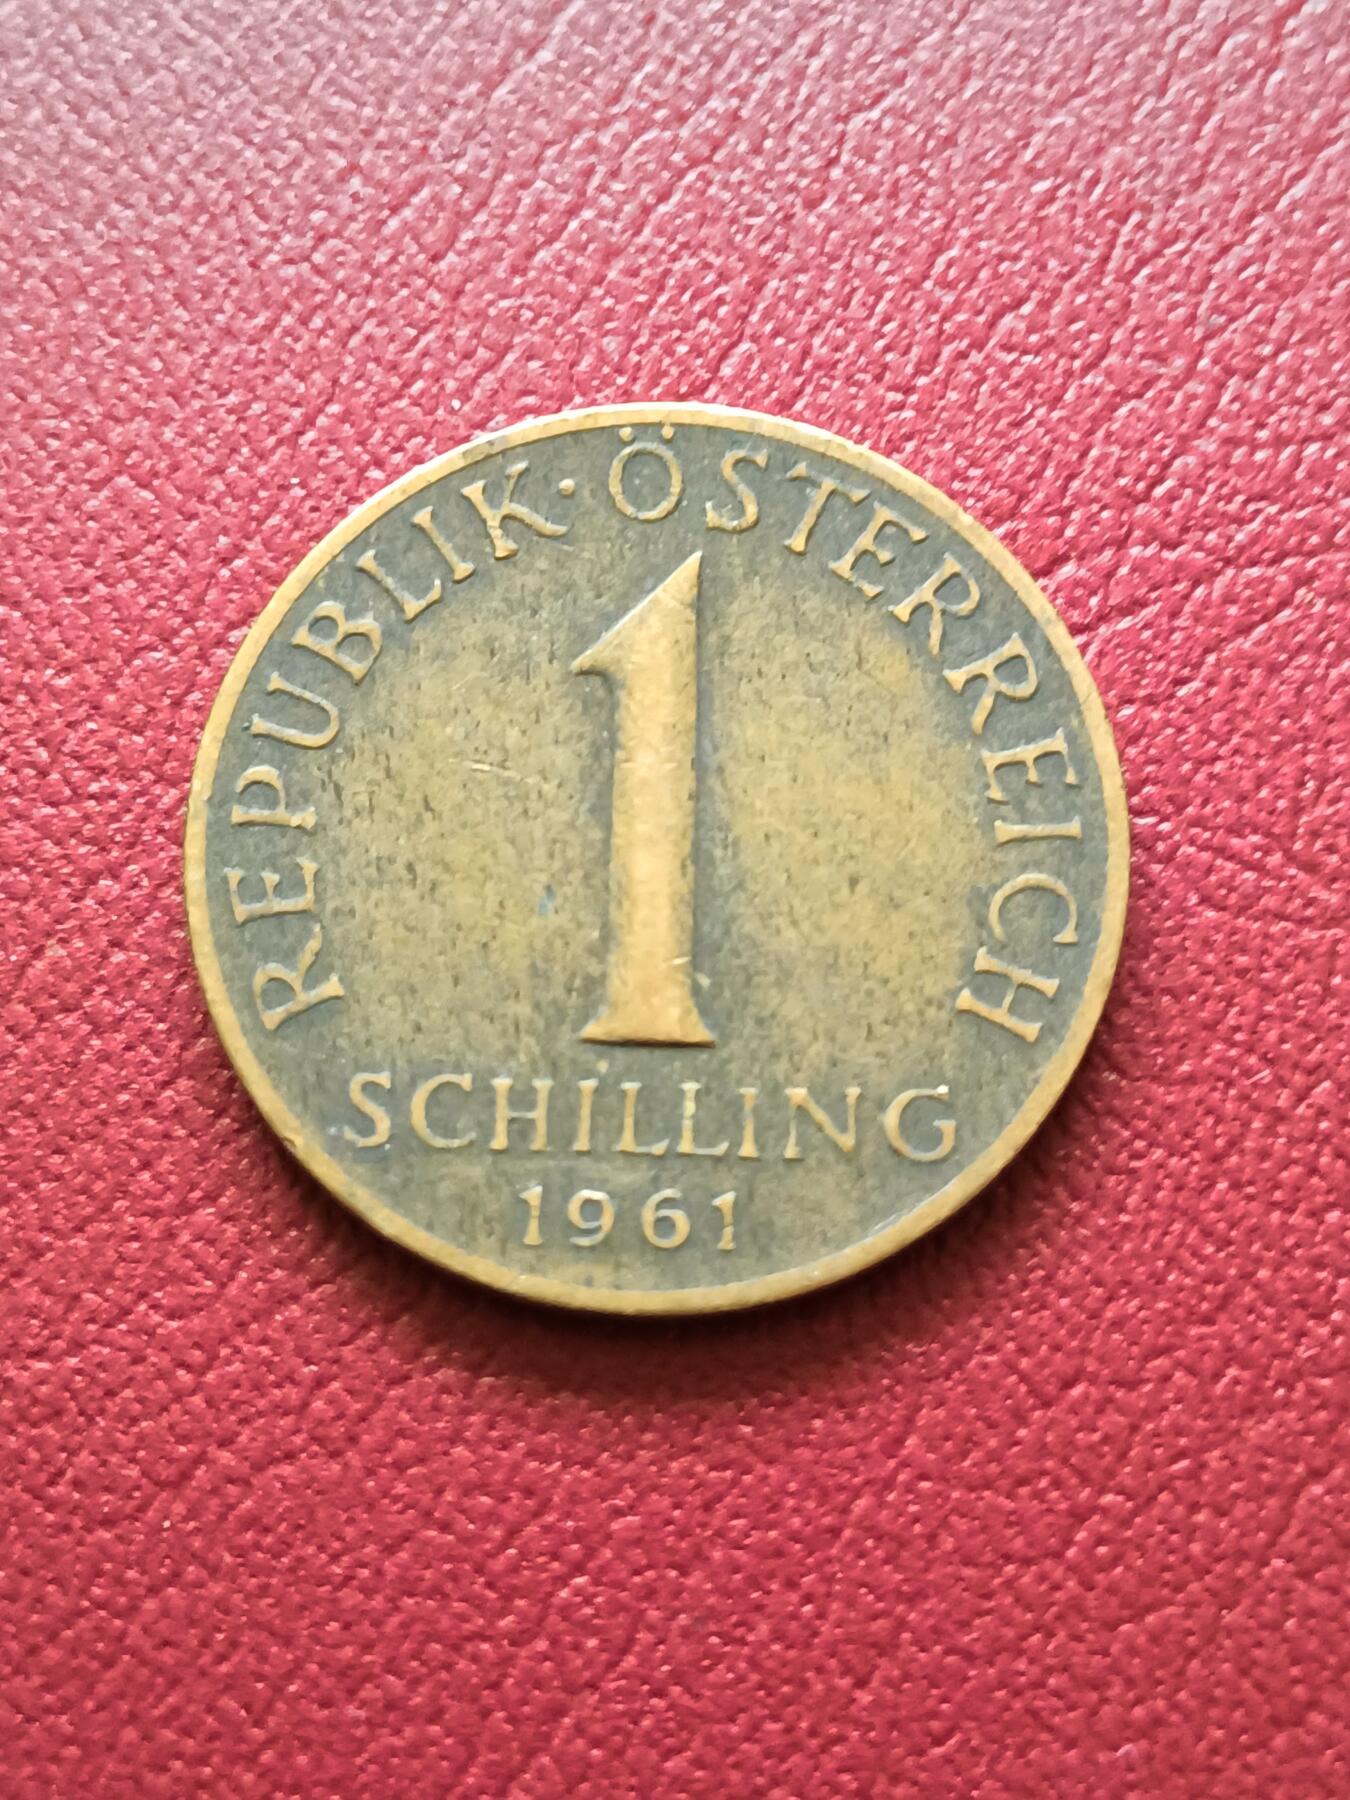 REPUBLIK · ÖSTERREICH
1
SCHILLING
1961